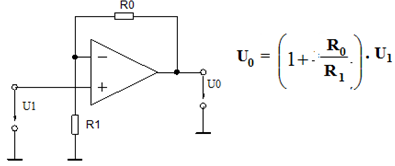 R0
−
+
U1
U0
R1
U₀ = (1 + R₀/R₁) · U₁